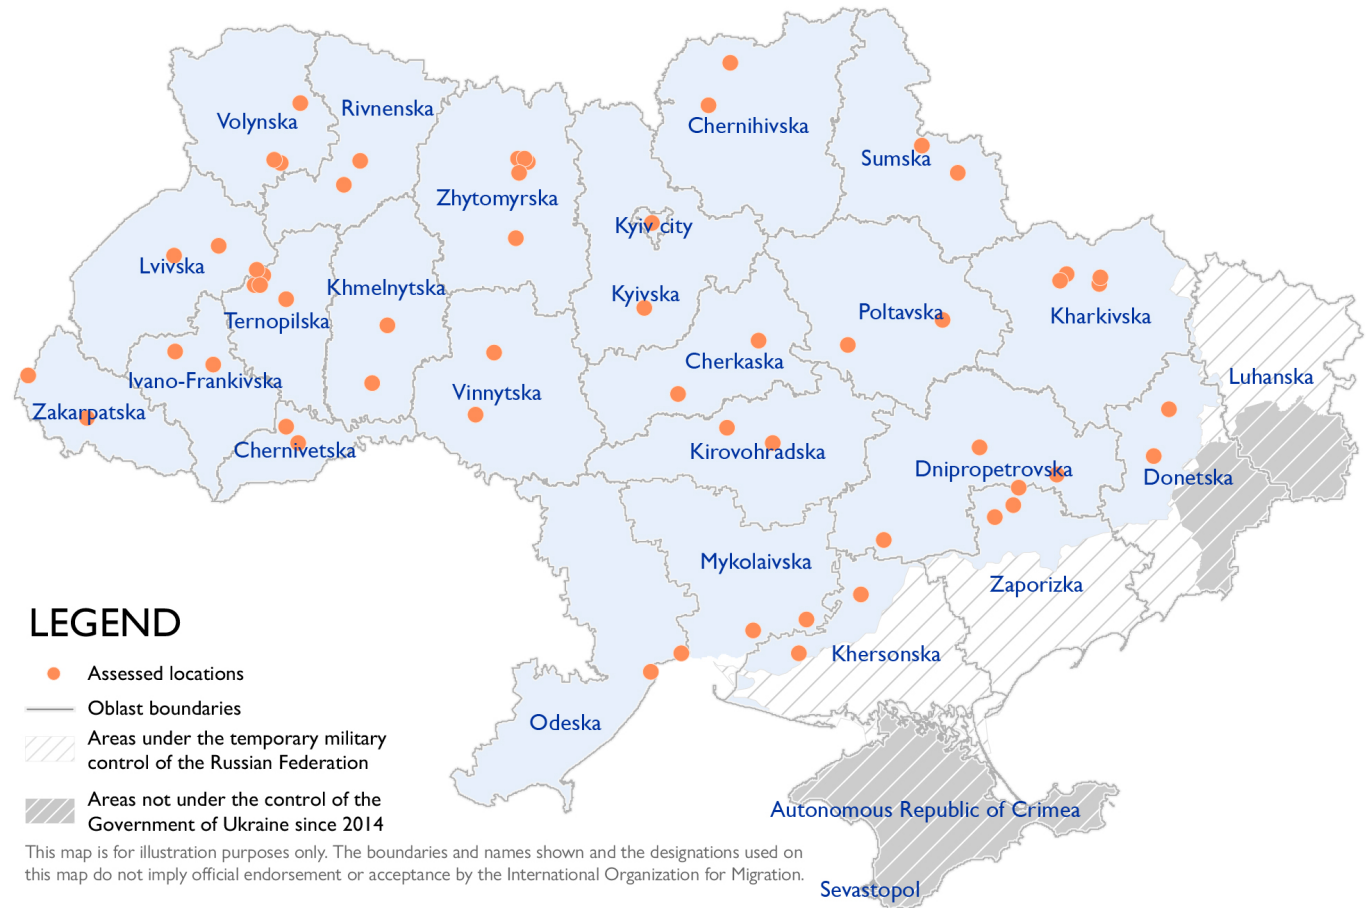 Volynska
Rivnenska
Chernihivska
Sumska
Zhytomyrska
Kyiv city
Lvivska
Khmelnytska
Kyivska
Ternopilska
Poltavska
Kharkivska
Cherkaska
Ivano-Frankivska
Luhanska
Vinnytska
Zakarpatska
Chernivetska
Kirovohradska
Dnipropetrovska
Donetska
Mykolaivska
Zaporizka
Khersonska
Odeska
Autonomous Republic of Crimea
Sevastopol
LEGEND
Assessed locations
Oblast boundaries
Areas under the temporary military
control of the Russian Federation
Areas not under the control of the
Government of Ukraine since 2014
This map is for illustration purposes only. The boundaries and names shown and the designations used on
this map do not imply official endorsement or acceptance by the International Organization for Migration.